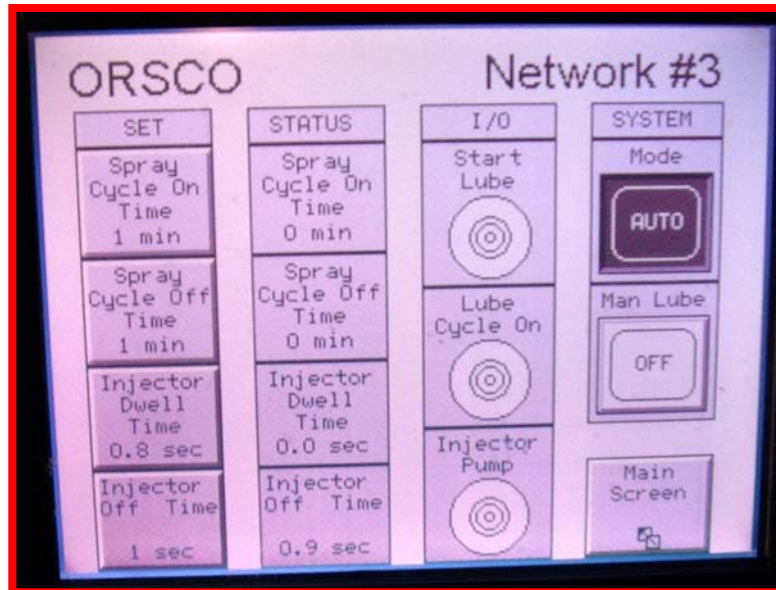 ORSCO
Network #3
SET
Spray
Cycle On
Time
1 min
Spray
Cycle Off
Time
1 min
Injector
Dwell
Time
0.8 sec
Injector
Off Time
1 sec
STATUS
Spray
Cycle On
Time
0 min
Spray
Cycle Off
Time
0 min
Injector
Dwell
Time
0.0 sec
Injector
Off Time
0.9 sec
I/O
Start
Lube
Lube
Cycle On
Injector
Pump
SYSTEM
Mode
AUTO
Man Lube
OFF
Main
Screen